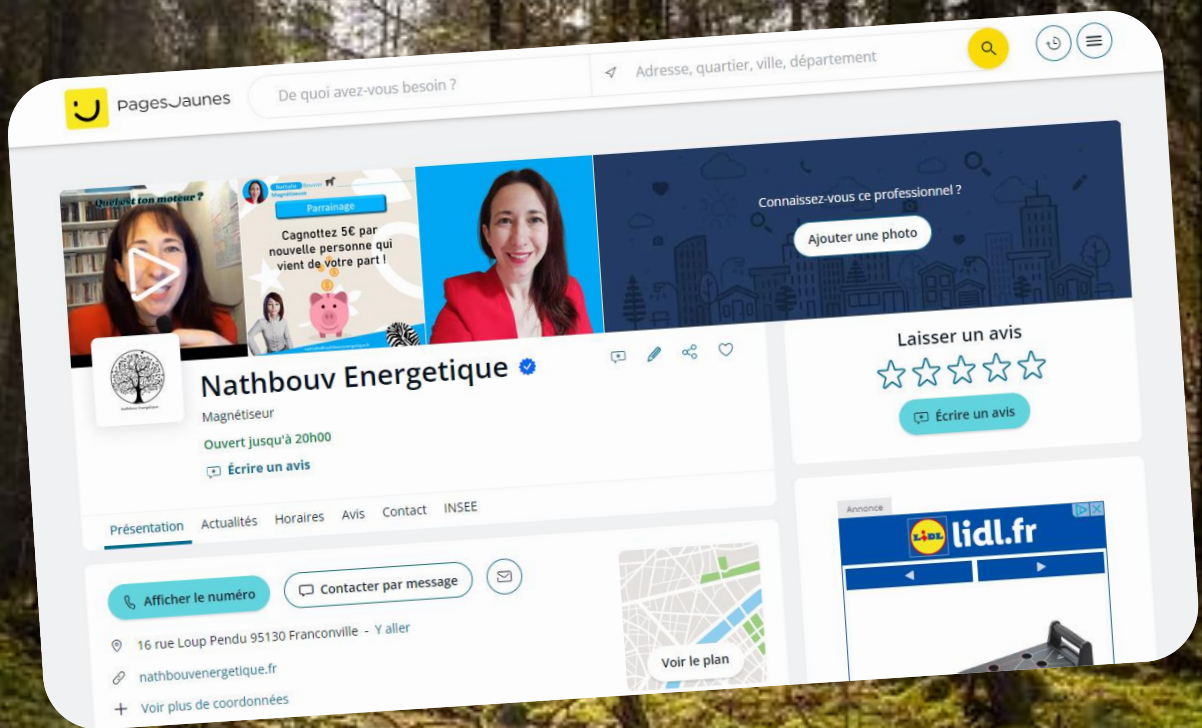 PagesJaunes
De quoi avez-vous besoin ?
Adresse, quartier, ville, département
Quel est ton moteur ?
Nathalie Bouvier
Magnétiseuse
Parrainage
Cagnottez 5€ par
nouvelle personne qui
vient de votre part !
Connaissez-vous ce professionnel ?
Ajouter une photo
Nathbouv Energetique
Magnétiseur
Ouvert jusqu'à 20h00
Écrire un avis
Laisser un avis
Écrire un avis
Présentation
Actualités
Horaires
Avis
Contact
INSEE
Afficher le numéro
Contacter par message
16 rue Loup Pendu 95130 Franconville - Y aller
nathbouvenergetique.fr
Voir plus de coordonnées
Voir le plan
Annonce
LIDL
lidl.fr